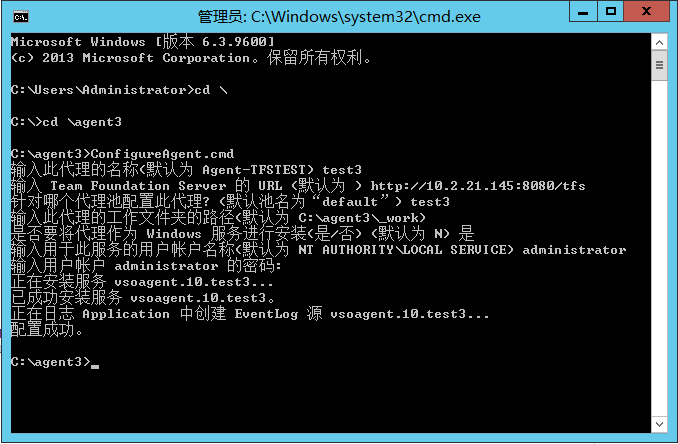 管理员: C:\Windows\system32\cmd.exe
Microsoft Windows [版本 6.3.9600]
(c) 2013 Microsoft Corporation。保留所有权利。
C:\Users\Administrator>cd \
C:\>cd \agent3
C:\agent3>ConfigureAgent.cmd
输入此代理的名称(默认为 Agent-TFSTEST) test3
输入 Team Foundation Server 的 URL (默认为 ) http://10.2.21.145:8080/tfs
针对哪个代理池配置此代理? (默认池名为“default”) test3
输入此代理的工作文件夹的路径(默认为 C:\agent3\_work)
是否要将代理作为 Windows 服务进行安装(是/否) (默认为 N) 是
输入用于此服务的用户帐户名称(默认为 NT AUTHORITY\LOCAL SERVICE) administrator
输入用户帐户 administrator 的密码:
正在安装服务 vsoagent.10.test3...
已成功安装服务 vsoagent.10.test3。
正在日志 Application 中创建 EventLog 源 vsoagent.10.test3...
配置成功。
C:\agent3>